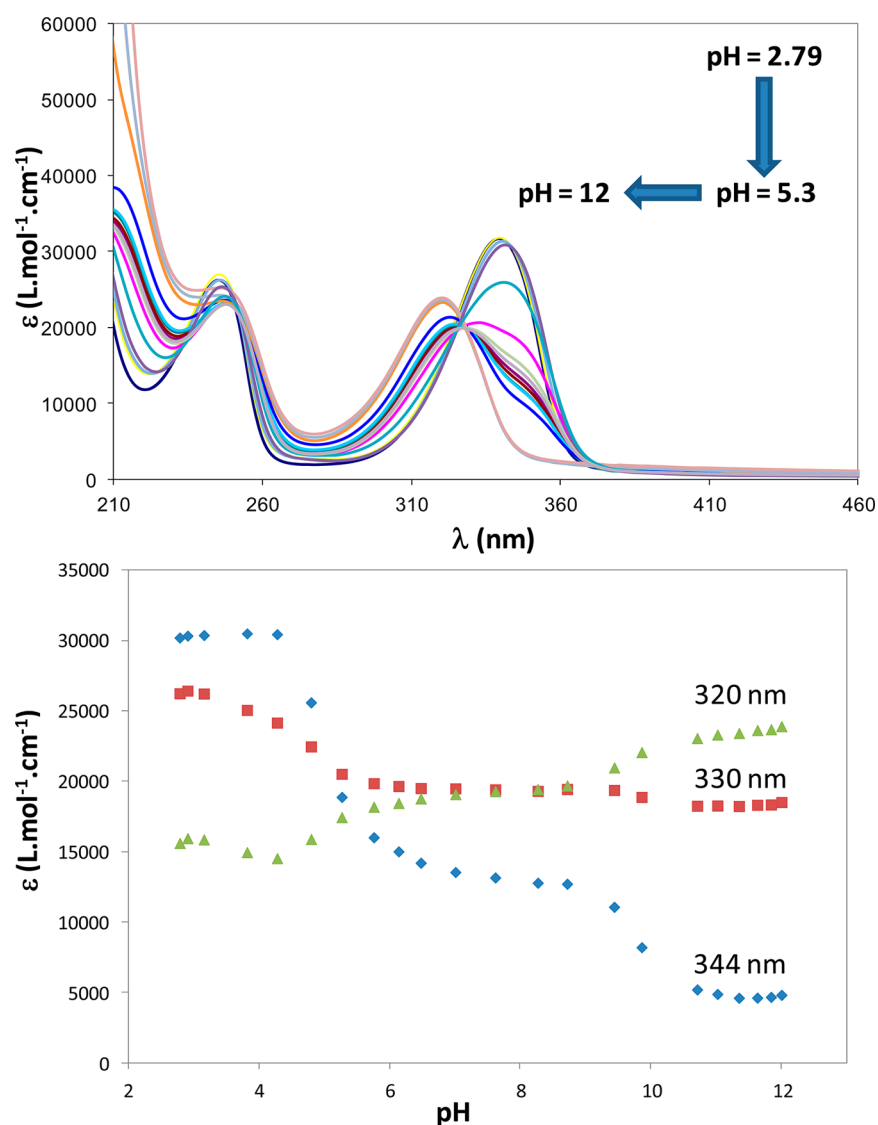 60000
50000
40000
30000
20000
10000
0
ε (L.mol⁻¹.cm⁻¹)
pH = 2.79
pH = 12
pH = 5.3
210 260 310 360 410 460
λ (nm)
35000
30000
25000
20000
15000
10000
5000
0
ε (L.mol⁻¹.cm⁻¹)
320 nm
330 nm
344 nm
2 4 6 8 10 12
pH